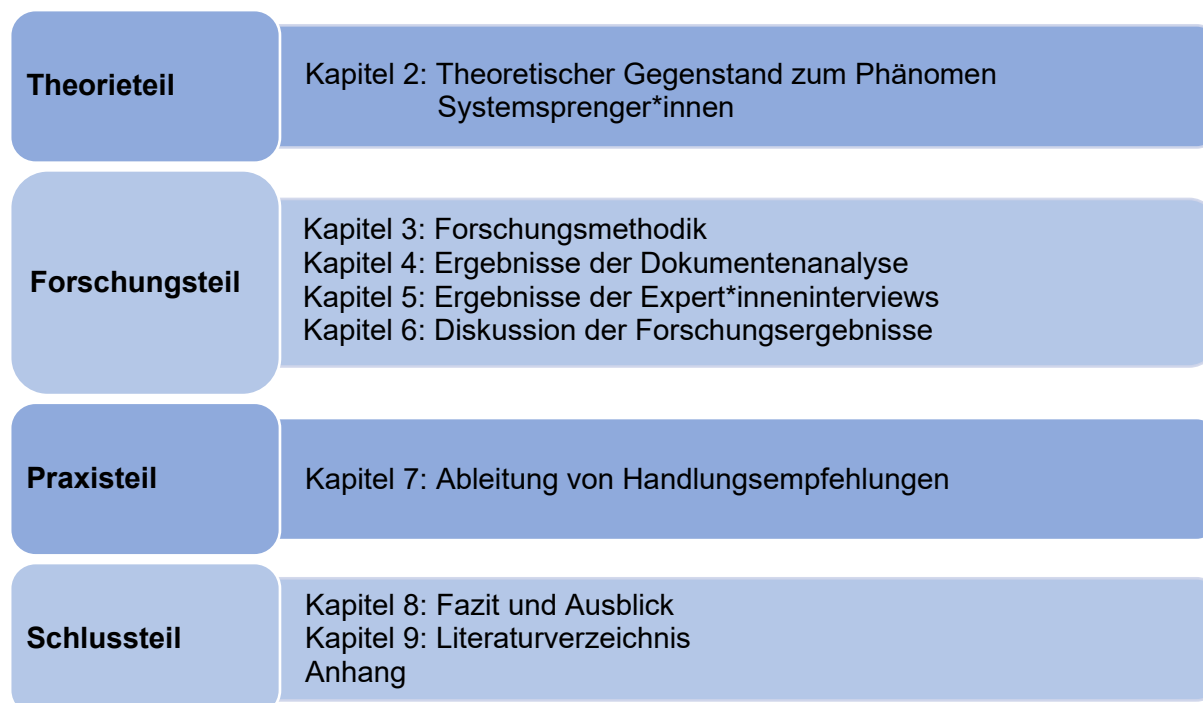 Theorieteil
Kapitel 2: Theoretischer Gegenstand zum Phänomen
Systemsprenger*innen
Forschungsteil
Kapitel 3: Forschungsmethodik
Kapitel 4: Ergebnisse der Dokumentenanalyse
Kapitel 5: Ergebnisse der Expert*inneninterviews
Kapitel 6: Diskussion der Forschungsergebnisse
Praxisteil
Kapitel 7: Ableitung von Handlungsempfehlungen
Schlussteil
Kapitel 8: Fazit und Ausblick
Kapitel 9: Literaturverzeichnis
Anhang